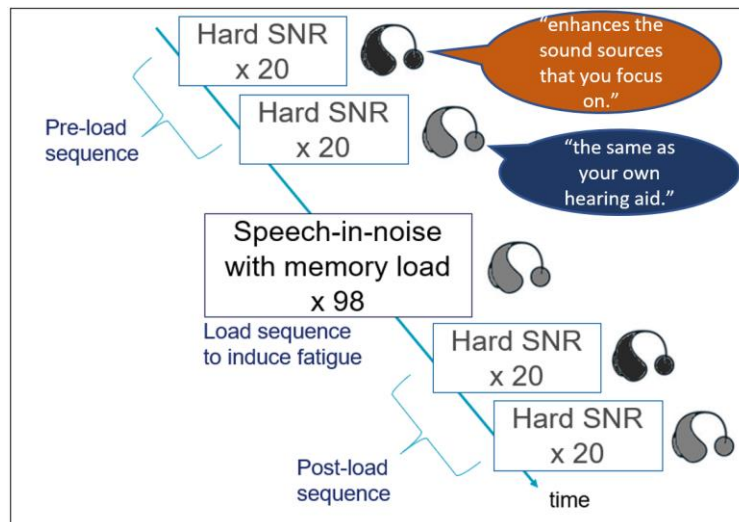 Hard SNR
x 20
“enhances the
sound sources
that you focus
on.”
Pre-load
sequence
Hard SNR
x 20
“the same as
your own
hearing aid.”
Speech-in-noise
with memory load
x 98
Load sequence
to induce fatigue
Hard SNR
x 20
Hard SNR
x 20
Post-load
sequence
time